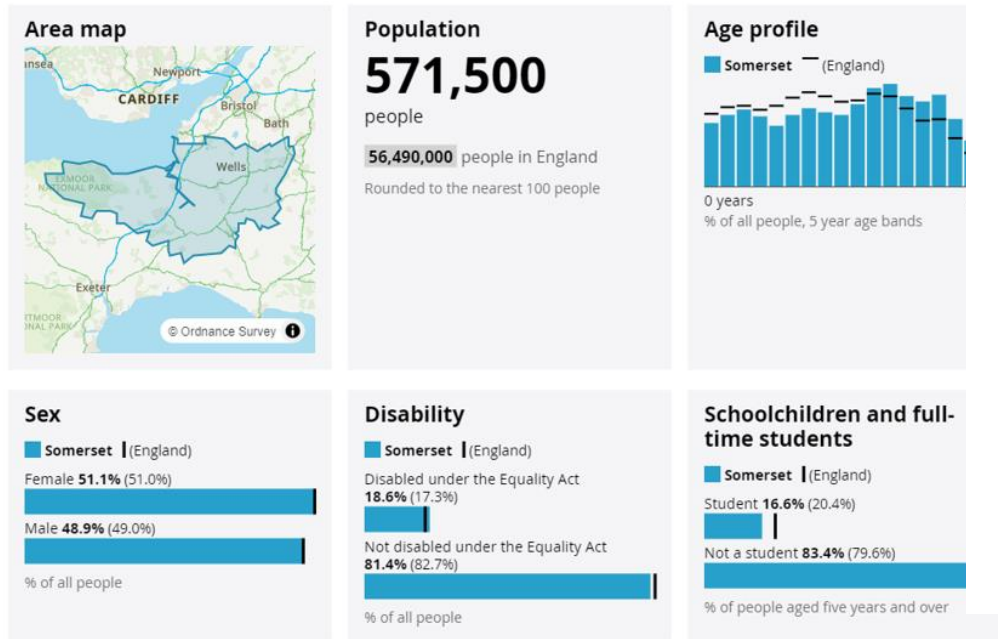 Area map
Newport
CARDIFF
Bristol
Bath
Wells
EXMOOR
NATIONAL PARK
Exeter
© Ordnance Survey
Population
571,500
people
56,490,000 people in England
Rounded to the nearest 100 people
Age profile
Somerset (England)
0 years
% of all people, 5 year age bands
Sex
Somerset (England)
Female 51.1% (51.0%)
Male 48.9% (49.0%)
% of all people
Disability
Somerset (England)
Disabled under the Equality Act
18.6% (17.3%)
Not disabled under the Equality Act
81.4% (82.7%)
% of all people
Schoolchildren and full-
time students
Somerset (England)
Student 16.6% (20.4%)
Not a student 83.4% (79.6%)
% of people aged five years and over